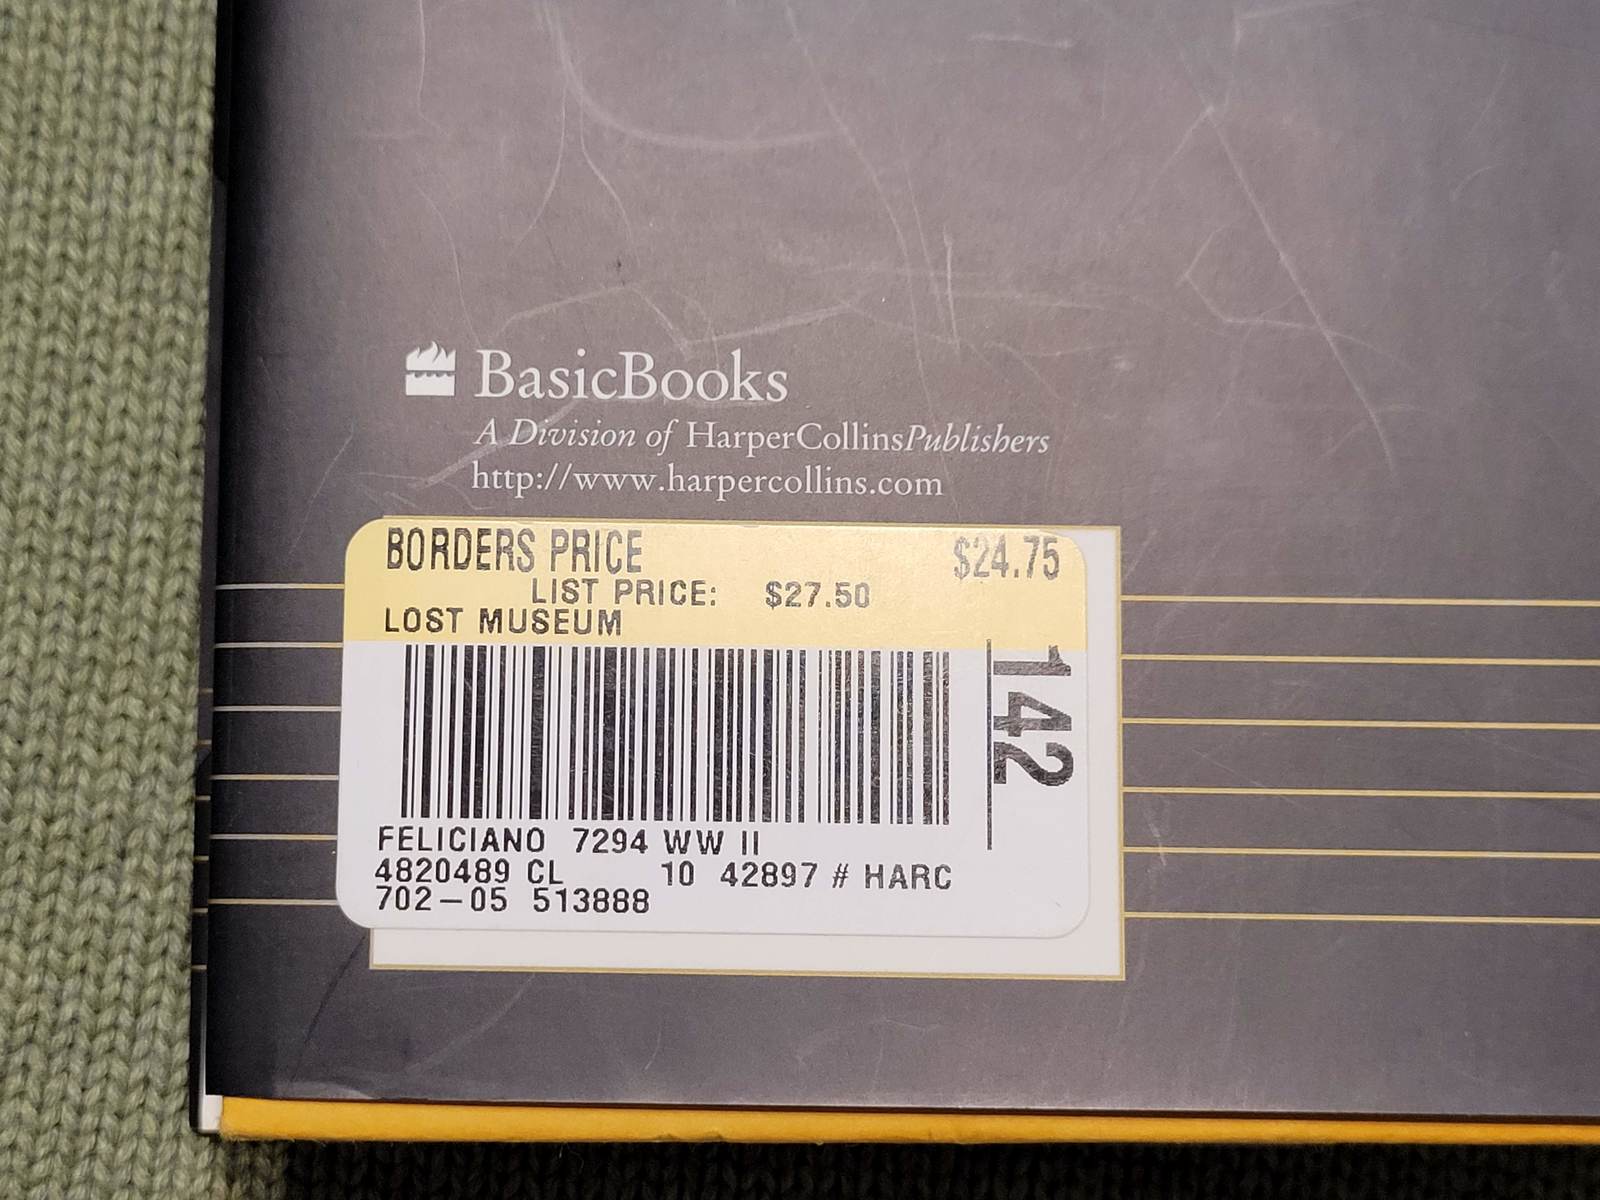 BasicBooks
A Division of HarperCollinsPublishers
http://www.harpercollins.com
BORDERS PRICE $24.75
LIST PRICE: $27.50
LOST MUSEUM
142
FELICIANO 7294 WW II
4820489 CL 10 42897 # HARC
702-05 513888